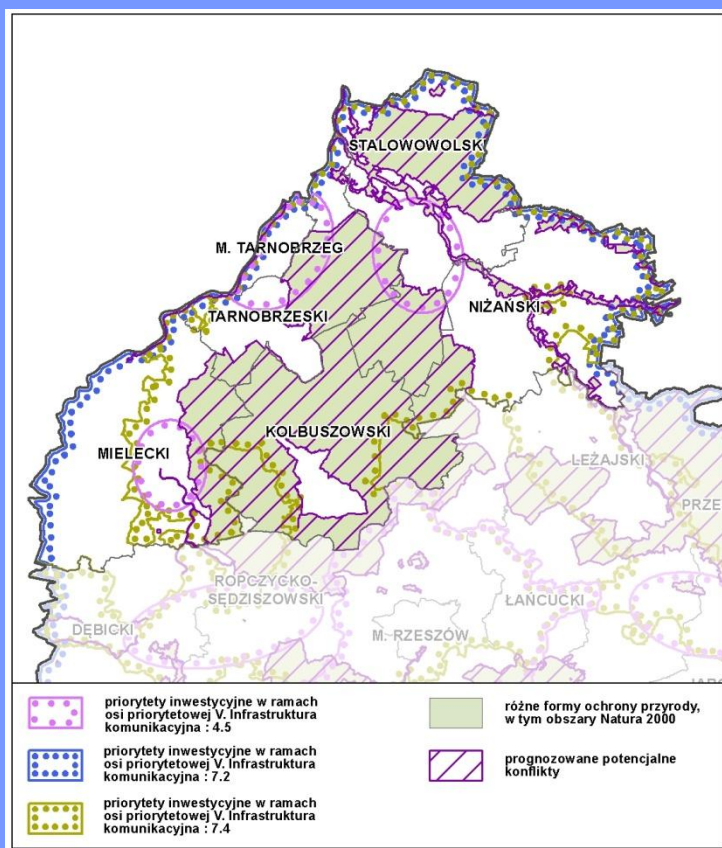 STALOWOWOLSKI
M. TARNOBRZEG
TARNOBRZESKI
NIŻAŃSKI
KOLBUSZOWSKI
MIELECKI
LEŻAJSKI
PRZE
ROPCZYCKO-
SĘDZISZOWSKI
ŁAŃCUCKI
DĘBICKI
M. RZESZÓW
priorytety inwestycyjne w ramach
osi priorytetowej V. Infrastruktura
komunikacyjna : 4.5
priorytety inwestycyjne w ramach
osi priorytetowej V. Infrastruktura
komunikacyjna : 7.2
priorytety inwestycyjne w ramach
osi priorytetowej V. Infrastruktura
komunikacyjna : 7.4
różne formy ochrony przyrody,
w tym obszary Natura 2000
prognozowane potencjalne
konflikty